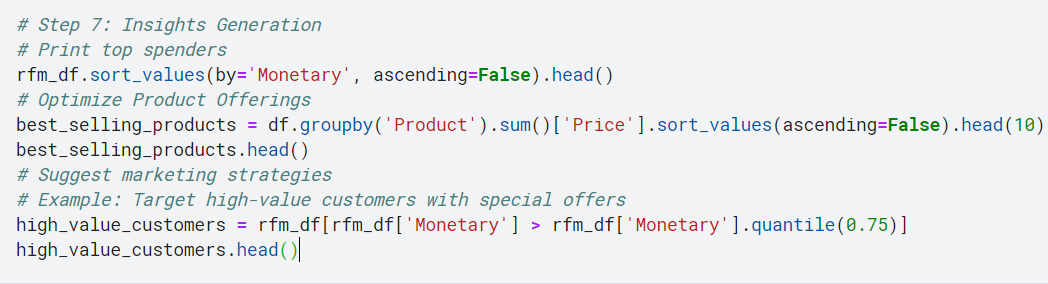 # Step 7: Insights Generation
# Print top spenders
rfm_df.sort_values(by='Monetary', ascending=False).head()
# Optimize Product Offerings
best_selling_products = df.groupby('Product').sum()['Price'].sort_values(ascending=False).head(10)
best_selling_products.head()
# Suggest marketing strategies
# Example: Target high-value customers with special offers
high_value_customers = rfm_df[rfm_df['Monetary'] > rfm_df['Monetary'].quantile(0.75)]
high_value_customers.head()